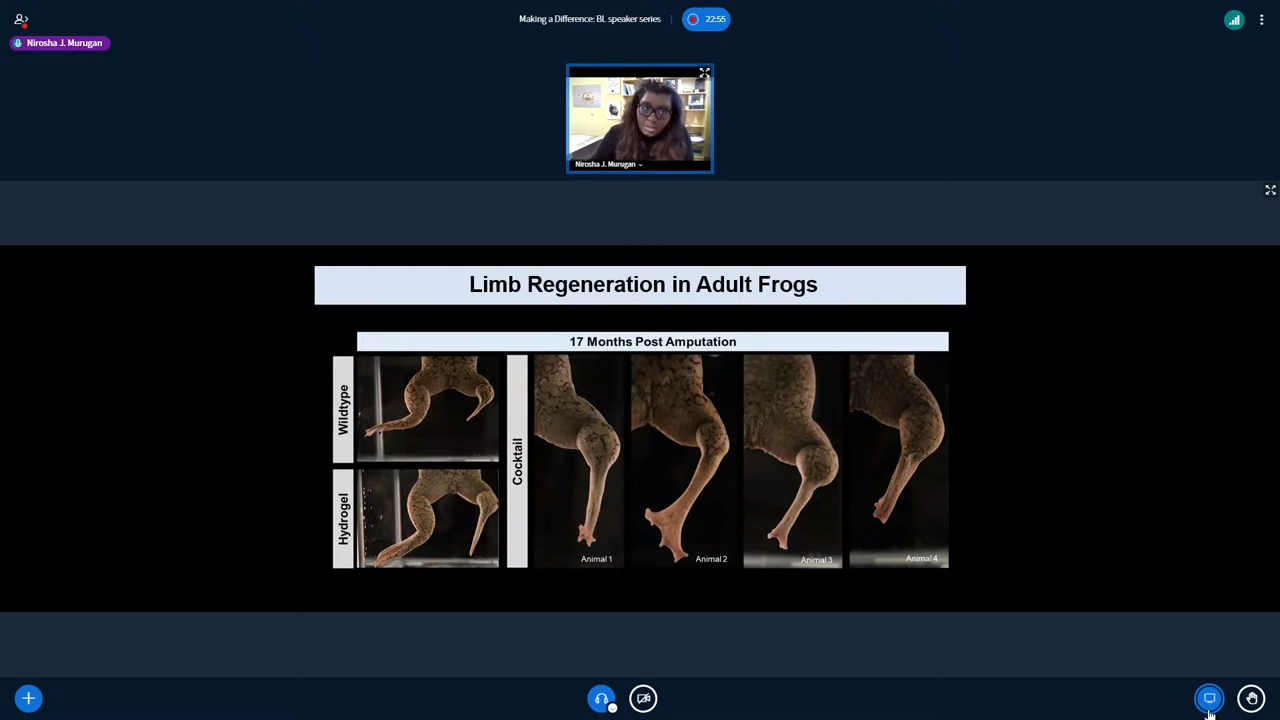 Making a Difference: BL speaker series
22:55
Nirosha J. Murugan
Nirosha J. Murugan
Limb Regeneration in Adult Frogs
17 Months Post Amputation
Wildtype
Hydrogel
Cocktail
Animal 1
Animal 2
Animal 3
Animal 4